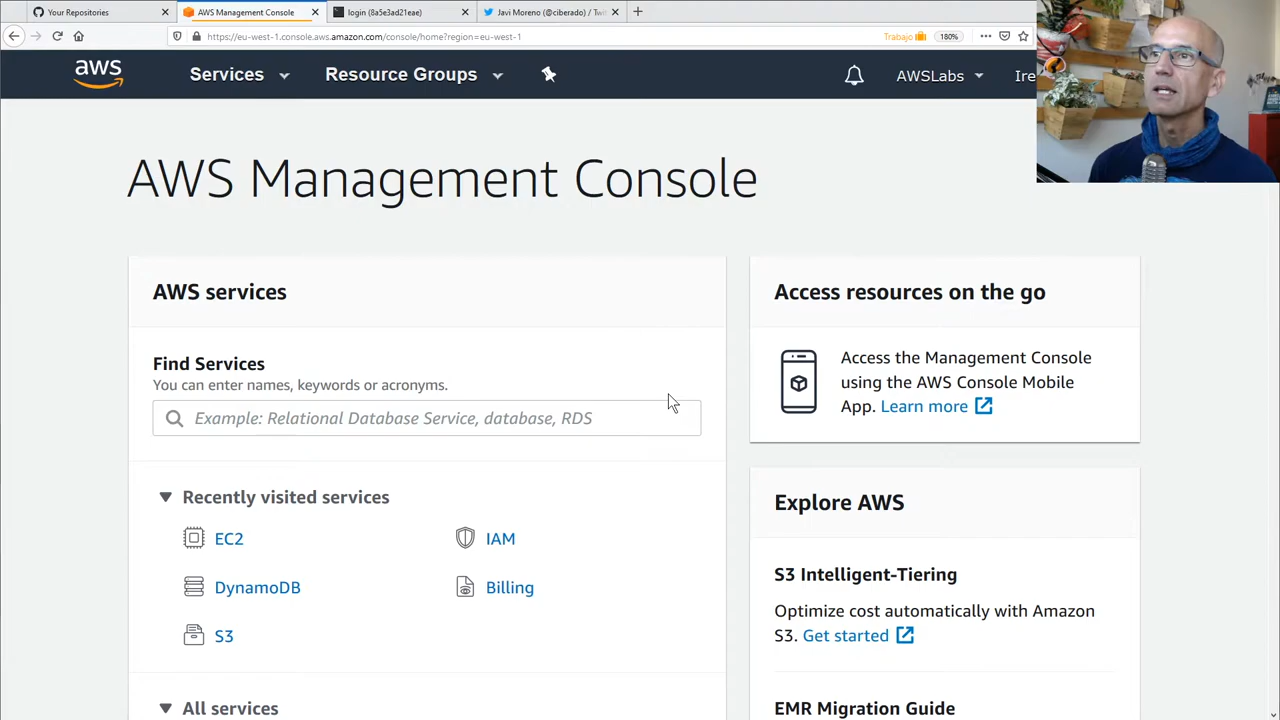 Your Repositories
AWS Management Console
login (8a5e3ad21eae)
Javi Moreno (@ciberado) / Twit
https://eu-west-1.console.aws.amazon.com/console/home?region=eu-west-1
Trabajo
180%
aws
Services
Resource Groups
AWSLabs
Ire
AWS Management Console
AWS services
Find Services
You can enter names, keywords or acronyms.
Example: Relational Database Service, database, RDS
Recently visited services
EC2
IAM
DynamoDB
Billing
S3
All services
Access resources on the go
Access the Management Console
using the AWS Console Mobile
App. Learn more
Explore AWS
S3 Intelligent-Tiering
Optimize cost automatically with Amazon
S3. Get started
EMR Migration Guide